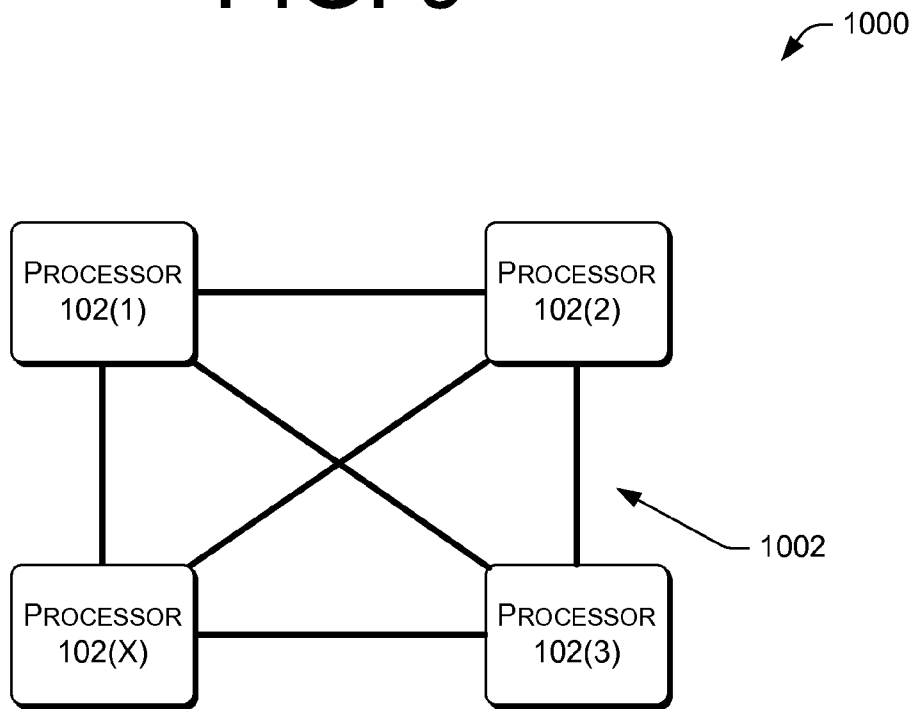 1000
PROCESSOR PROCESSOR
102(1) 102(2)
1002
PROCESSOR PROCESSOR
102(X) 102(3)